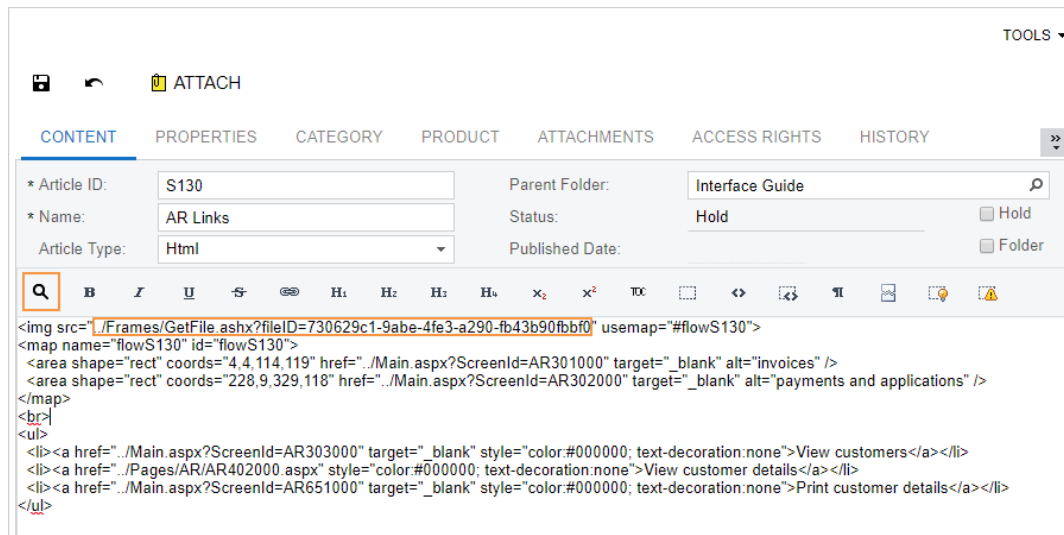 TOOLS
ATTACH
CONTENT PROPERTIES CATEGORY PRODUCT ATTACHMENTS ACCESS RIGHTS HISTORY
* Article ID: S130 Parent Folder: Interface Guide
* Name: AR Links Status: Hold Hold
Article Type: Html Published Date: Folder
B I U S H1 H2 H3 H4 X2 X2 TOC
<img src="../Frames/GetFile.ashx?fileID=730629c1-9abe-4fe3-a290-fb43b90fbbf0" usemap="#flowS130">
<map name="flowS130" id="flowS130">
<area shape="rect" coords="4,4,114,119" href="../Main.aspx?ScreenId=AR301000" target="_blank" alt="invoices" />
<area shape="rect" coords="228,9,329,118" href="../Main.aspx?ScreenId=AR302000" target="_blank" alt="payments and applications" />
</map>
<br>
<ul>
<li><a href="../Main.aspx?ScreenId=AR303000" target="_blank" style="color:#000000; text-decoration:none">View customers</a></li>
<li><a href="../Pages/AR/AR402000.aspx" style="color:#000000; text-decoration:none">View customer details</a></li>
<li><a href="../Main.aspx?ScreenId=AR651000" target="_blank" style="color:#000000; text-decoration:none">Print customer details</a></li>
</ul>